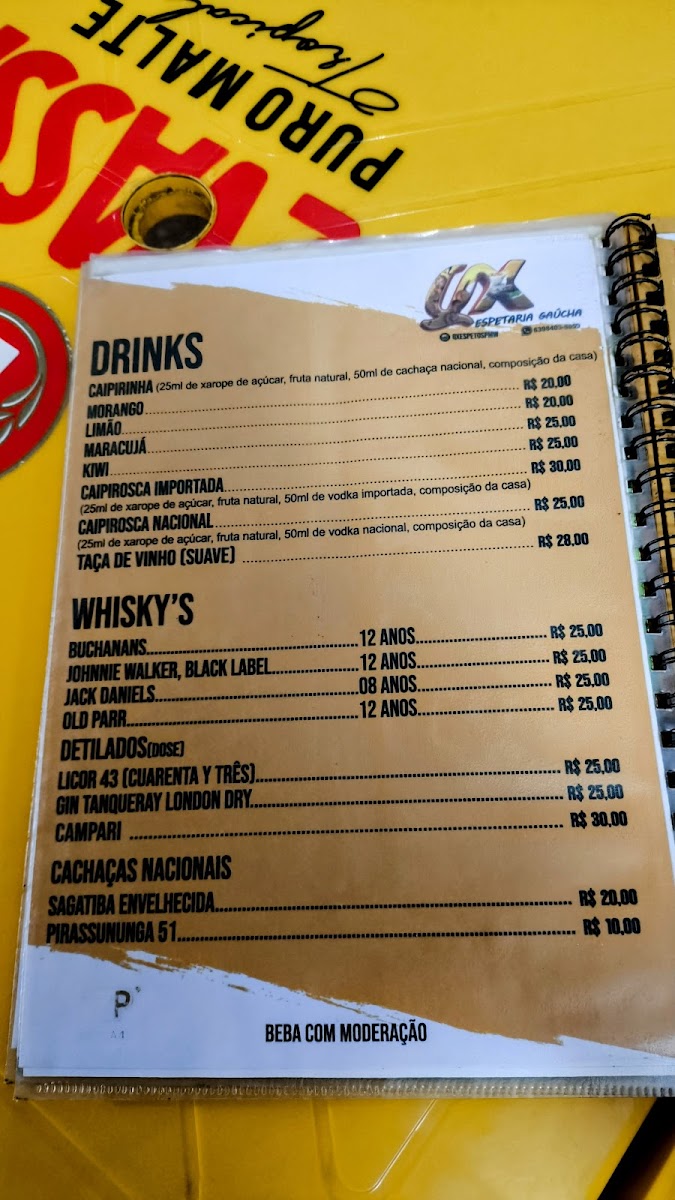 PURO MALTE
Tropical
ESPETARIA GAÚCHA
DRINKS
CAIPIRINHA (25ml de xarope de açúcar, fruta natural, 50ml de cachaça nacional, composição da casa)
MORANGO R$ 20,00
LIMÃO R$ 20,00
MARACUJÁ R$ 25,00
KIWI R$ 25,00
CAIPIROSCA IMPORTADA R$ 30,00
(25ml de xarope de açúcar, fruta natural, 50ml de vodka importada, composição da casa)
CAIPIROSCA NACIONAL R$ 25,00
(25ml de xarope de açúcar, fruta natural, 50ml de vodka nacional, composição da casa)
TAÇA DE VINHO (SUAVE) R$ 28,00
WHISKY'S
BUCHANANS 12 ANOS R$ 25,00
JOHNNIE WALKER, BLACK LABEL 12 ANOS R$ 25,00
JACK DANIELS 08 ANOS R$ 25,00
OLD PARR 12 ANOS R$ 25,00
DETILADOS (DOSE)
LICOR 43 (CUARENTA Y TRÊS) R$ 25,00
GIN TANQUERAY LONDON DRY R$ 25,00
CAMPARI R$ 30,00
CACHAÇAS NACIONAIS
SAGATIBA ENVELHECIDA R$ 20,00
PIRASSUNUNGA 51 R$ 10,00
P
BEBA COM MODERAÇÃO